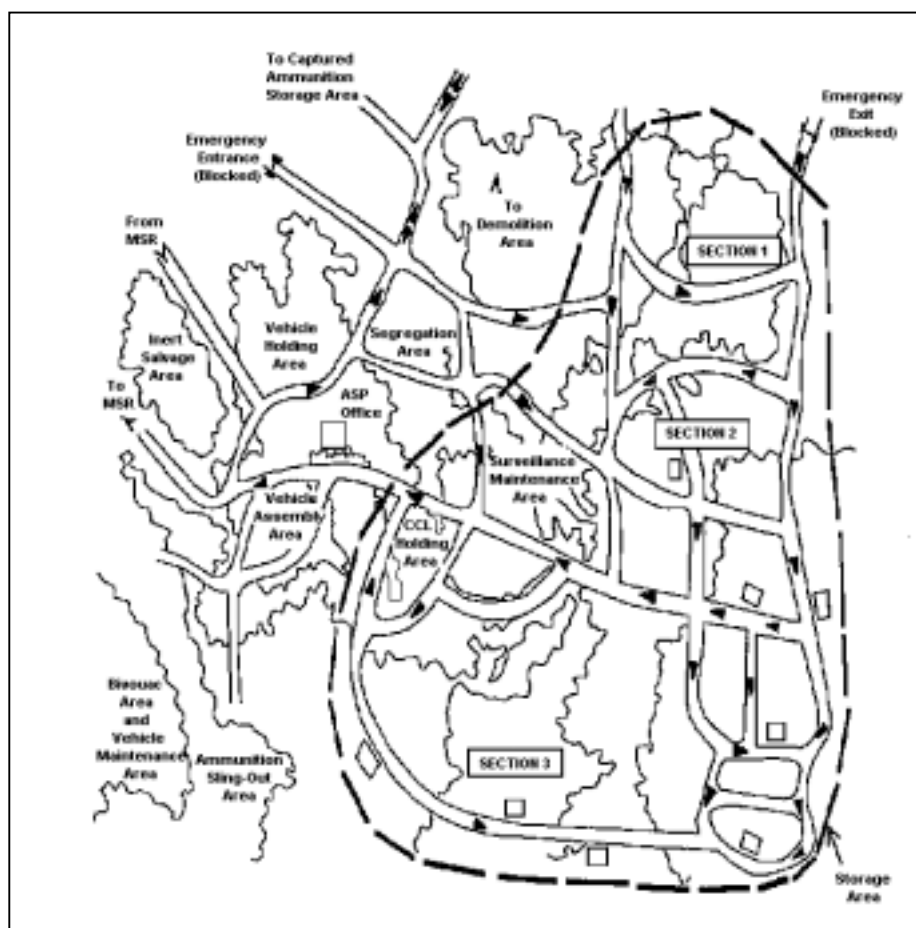 To Captured
Ammunition
Storage Area
Emergency
Exit
(Blocked)
Emergency
Entrance
(Blocked)
To
Demolition
Area
From
MSR
SECTION 1
Vehicle
Holding
Area
Segregation
Area
Inert
Salvage
Area
To
MSR
ASP
Office
SECTION 2
Surveillance
Maintenance
Area
Vehicle
Assembly
Area
CCL
Holding
Area
Bivouac
Area
and
Vehicle
Maintenance
Area
Ammunition
Sling-Out
Area
SECTION 3
Storage
Area